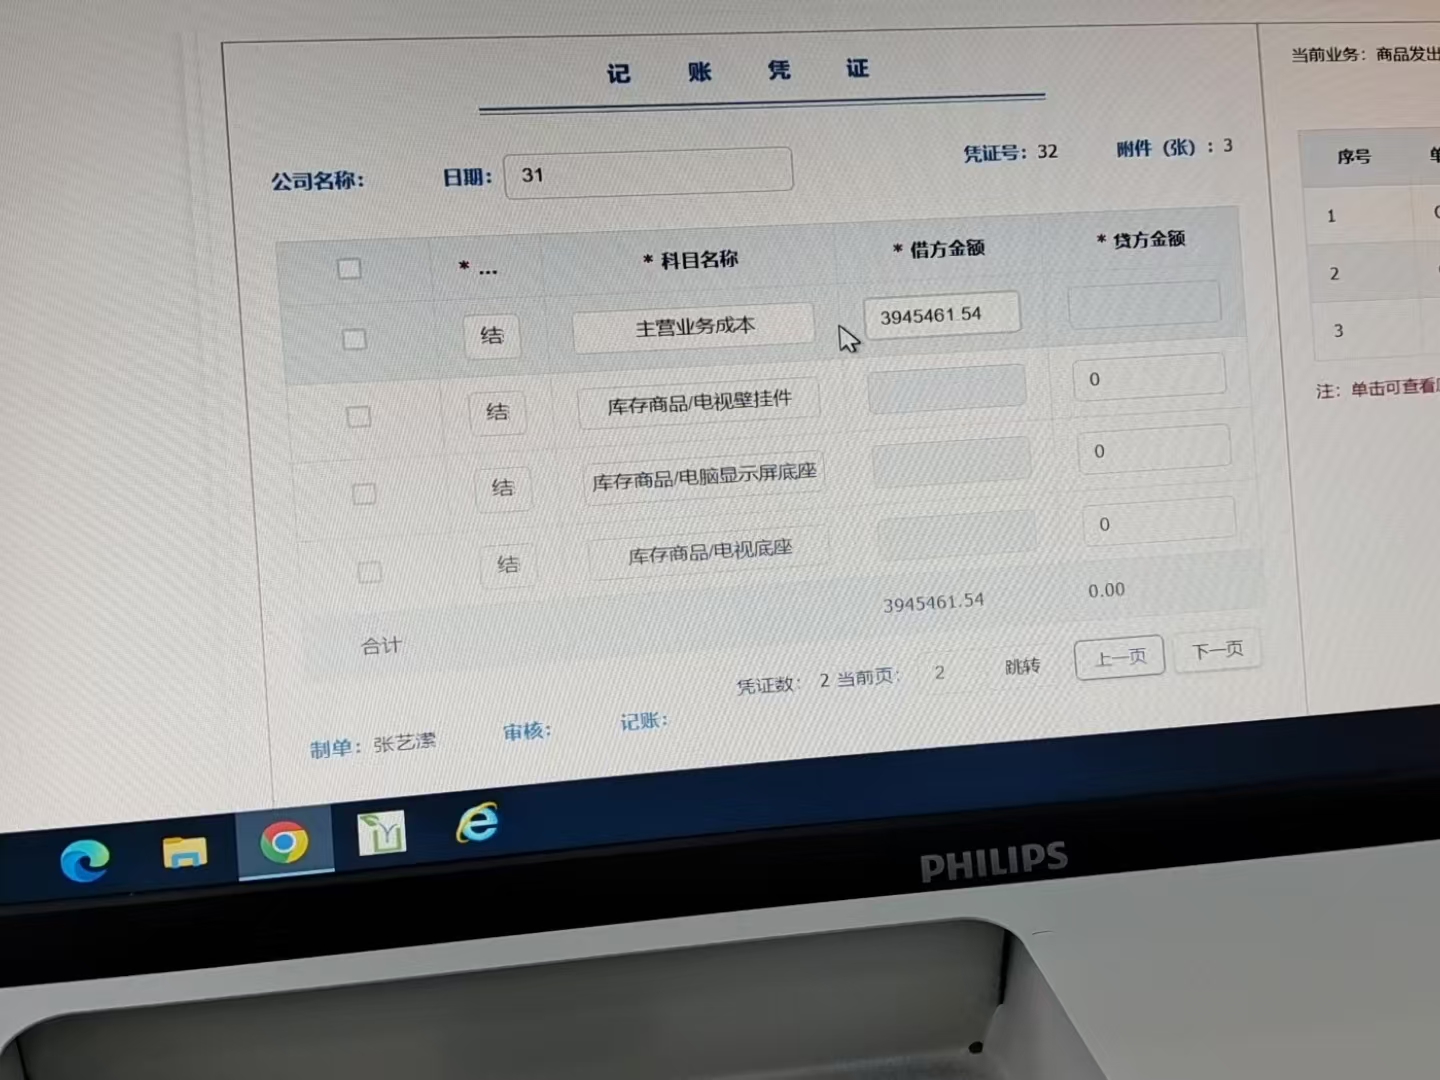 记 账 凭 证
公司名称: 日期: 31 凭证号: 32 附件（张）: 3
* ... * 科目名称 * 借方金额 * 贷方金额
结 主营业务成本 3945461.54
结 库存商品/电视壁挂件 0
结 库存商品/电脑显示屏底座 0
结 库存商品/电视底座 0
合计 3945461.54 0.00
凭证数: 2 当前页: 2 跳转 上一页 下一页
制单: 张艺潆 审核: 记账:
当前业务: 商品发出
序号
1
2
3
注: 单击可查看
PHILIPS